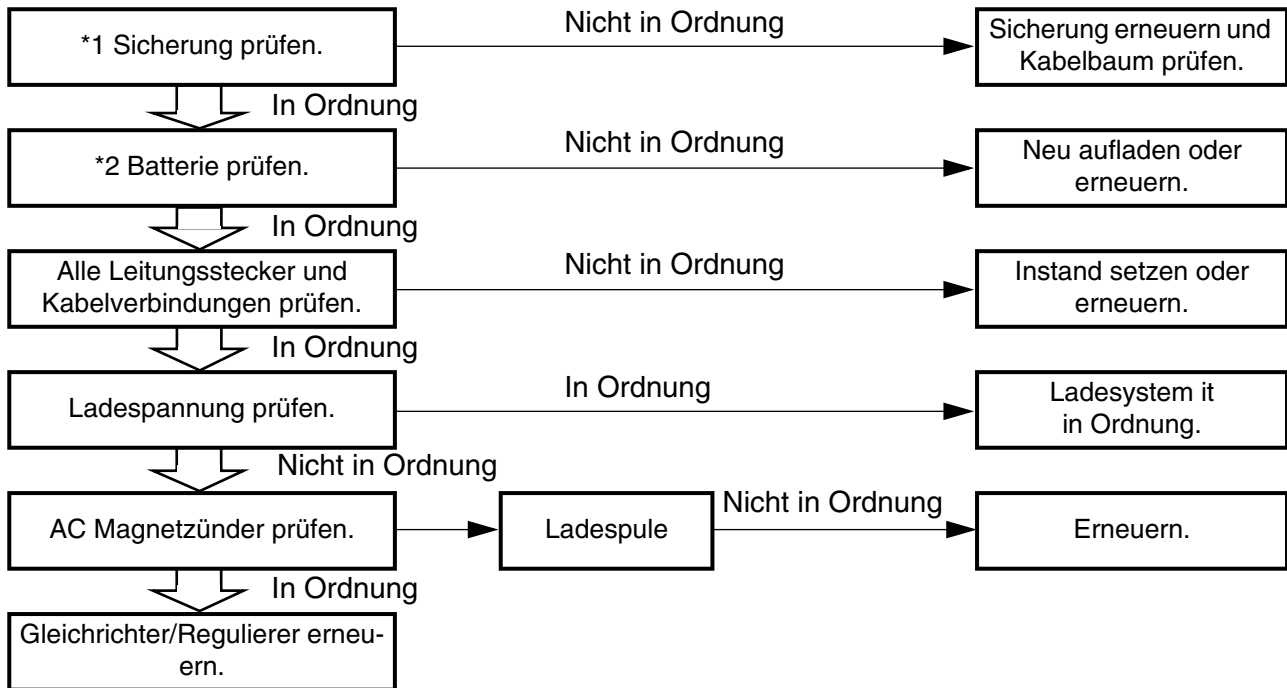 *1 Sicherung prüfen.
Nicht in Ordnung
Sicherung erneuern und
Kabelbaum prüfen.
In Ordnung
*2 Batterie prüfen.
Nicht in Ordnung
Neu aufladen oder
erneuern.
In Ordnung
Alle Leitungsstecker und
Kabelverbindungen prüfen.
Nicht in Ordnung
Instand setzen oder
erneuern.
In Ordnung
Ladespannung prüfen.
In Ordnung
Ladesystem it
in Ordnung.
Nicht in Ordnung
AC Magnetzünder prüfen.
Ladespule
Nicht in Ordnung
Erneuern.
In Ordnung
Gleichrichter/Regulierer erneu-
ern.